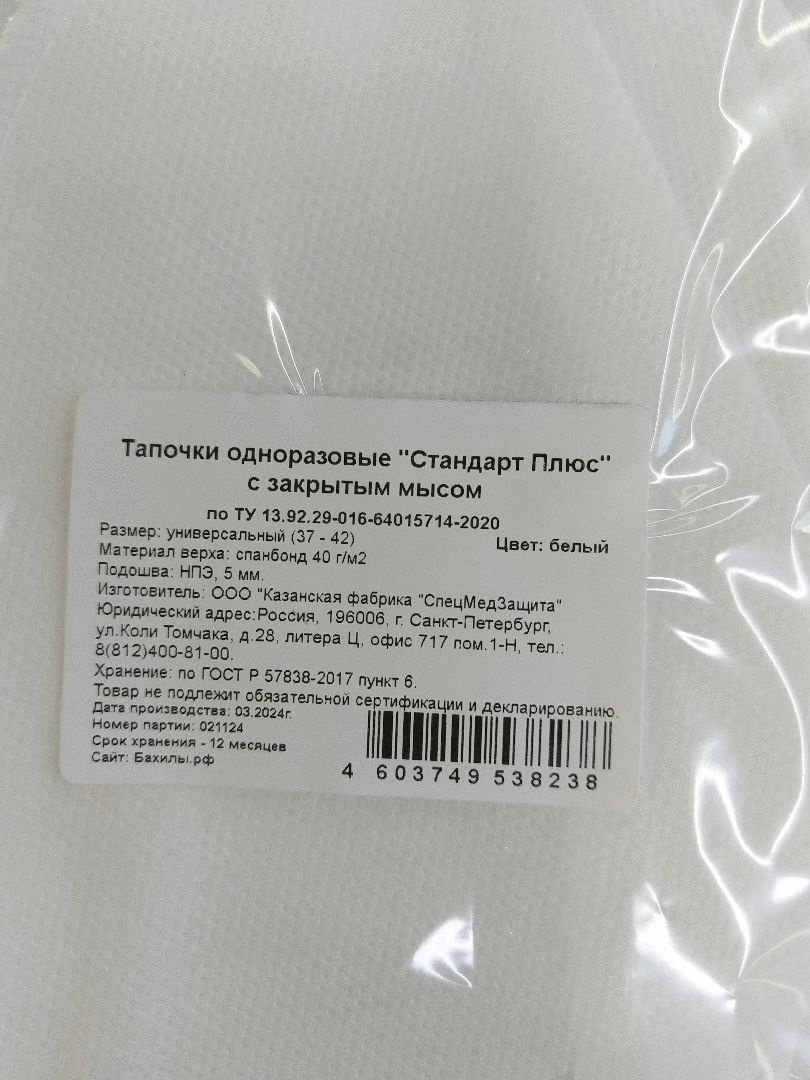 Тапочки одноразовые "Стандарт Плюс"
с закрытым мысом
по ТУ 13.92.29-016-64015714-2020
Размер: универсальный (37 - 42)
Цвет: белый
Материал верха: спанбонд 40 г/м2
Подошва: НПЭ, 5 мм.
Изготовитель: ООО "Казанская фабрика "СпецМедЗащита"
Юридический адрес:Россия, 196006, г. Санкт-Петербург,
ул.Коли Томчака, д.28, литера Ц, офис 717 пом.1-Н, тел.:
8(812)400-81-00.
Хранение: по ГОСТ Р 57838-2017 пункт 6.
Товар не подлежит обязательной сертификации и декларированию.
Дата производства: 03.2024г.
Номер партии: 021124
Срок хранения - 12 месяцев
Сайт: Бахилы.рф
4 603749 538238